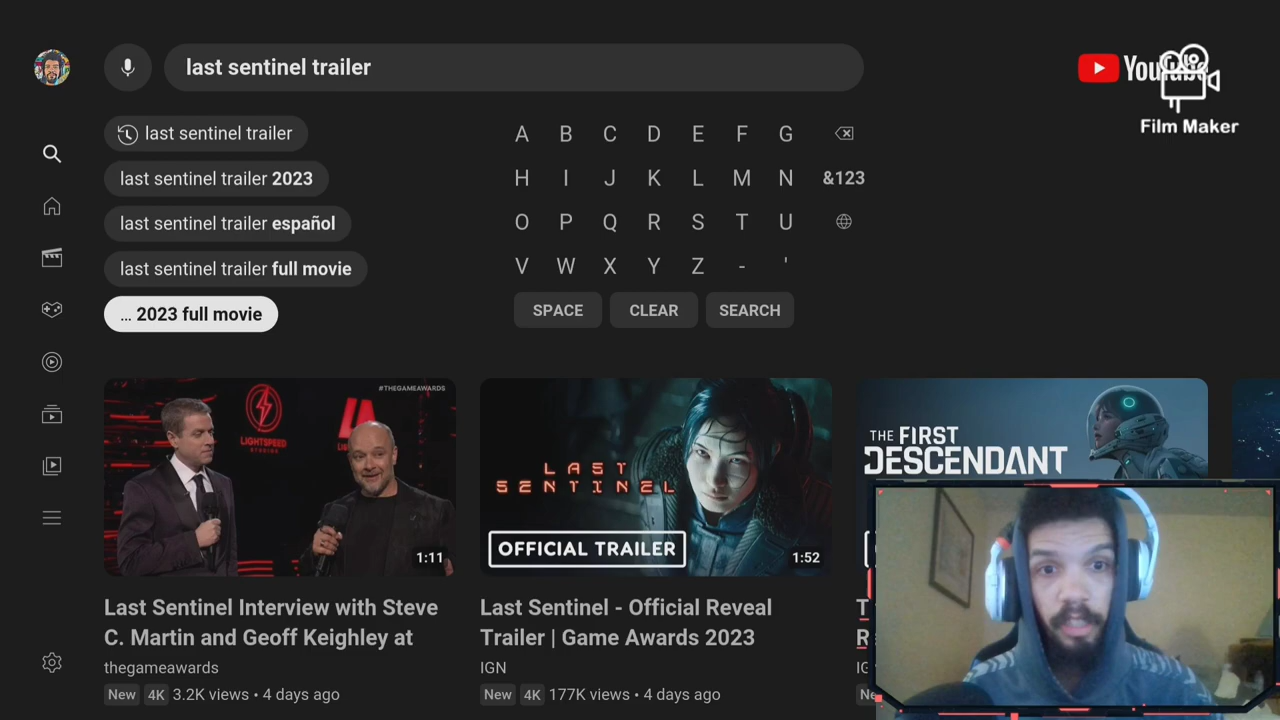 last sentinel trailer
YouTube
Film Maker
last sentinel trailer
last sentinel trailer 2023
last sentinel trailer español
last sentinel trailer full movie
... 2023 full movie
A B C D E F G
H I J K L M N &123
O P Q R S T U
V W X Y Z - '
SPACE CLEAR SEARCH
#THEGAMEAWARDS
LIGHTSPEED
STUDIOS
1:11
LAST
SENTINEL
OFFICIAL TRAILER
1:52
THE FIRST
DESCENDANT
Last Sentinel Interview with Steve
C. Martin and Geoff Keighley at
thegameawards
New 4K 3.2K views • 4 days ago
Last Sentinel - Official Reveal
Trailer | Game Awards 2023
IGN
New 4K 177K views • 4 days ago